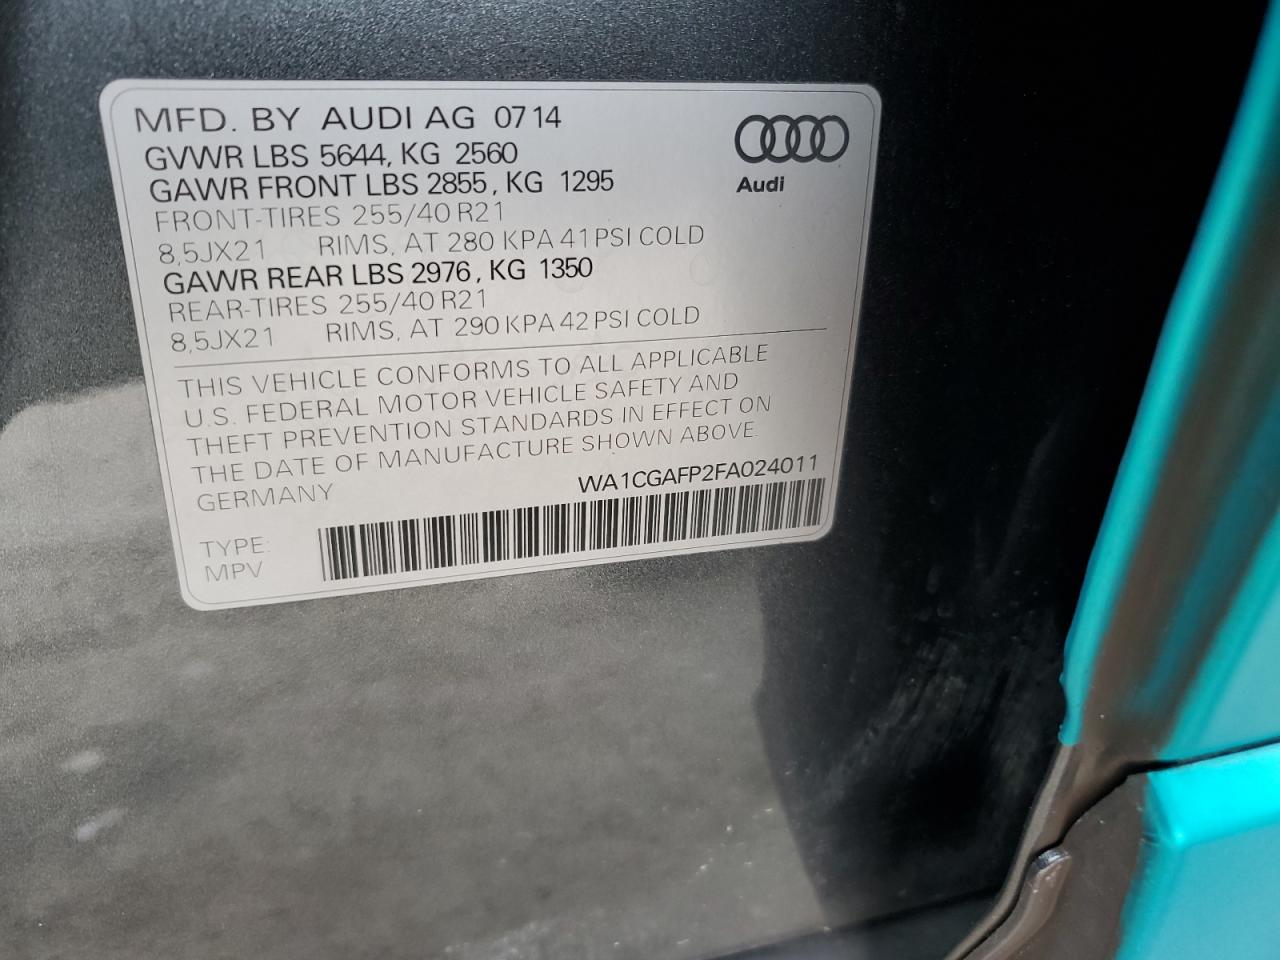 MFD. BY AUDI AG 07 14
GVWR LBS 5644, KG 2560
GAWR FRONT LBS 2855, KG 1295
FRONT-TIRES 255/40 R21
8,5JX21 RIMS, AT 280 KPA 41 PSI COLD
GAWR REAR LBS 2976, KG 1350
REAR-TIRES 255/40 R21
8,5JX21 RIMS, AT 290 KPA 42 PSI COLD
Audi
THIS VEHICLE CONFORMS TO ALL APPLICABLE
U.S. FEDERAL MOTOR VEHICLE SAFETY AND
THEFT PREVENTION STANDARDS IN EFFECT ON
THE DATE OF MANUFACTURE SHOWN ABOVE.
GERMANY WA1CGAFP2FA024011
TYPE:
MPV